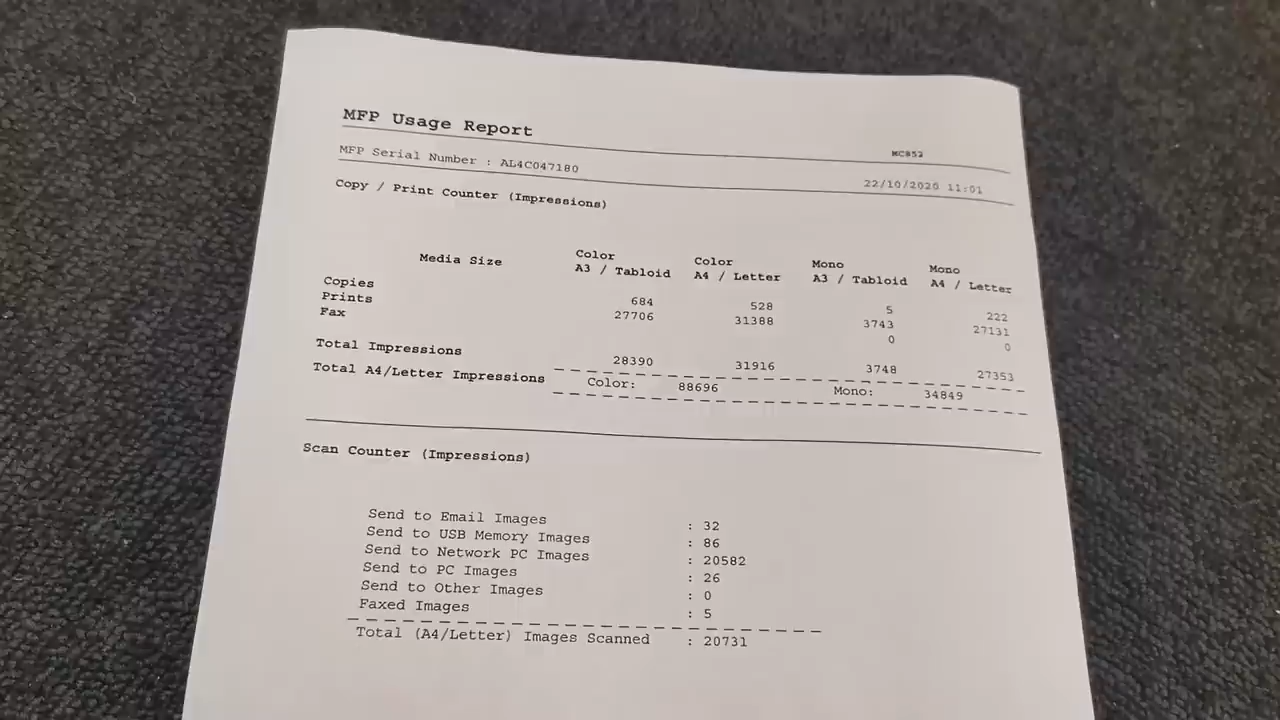 MFP Usage Report
MC852
MFP Serial Number : AL4C047180
22/10/2020 11:01
Copy / Print Counter (Impressions)
Media Size Color A3 / Tabloid Color A4 / Letter Mono A3 / Tabloid Mono A4 / Letter
Copies 684 528 5 222
Prints 27706 31388 3743 27131
Fax 0 0
Total Impressions 28390 31916 3748 27353
Total A4/Letter Impressions Color: 88696 Mono: 34849
Scan Counter (Impressions)
Send to Email Images : 32
Send to USB Memory Images : 86
Send to Network PC Images : 20582
Send to PC Images : 26
Send to Other Images : 0
Faxed Images : 5
Total (A4/Letter) Images Scanned : 20731